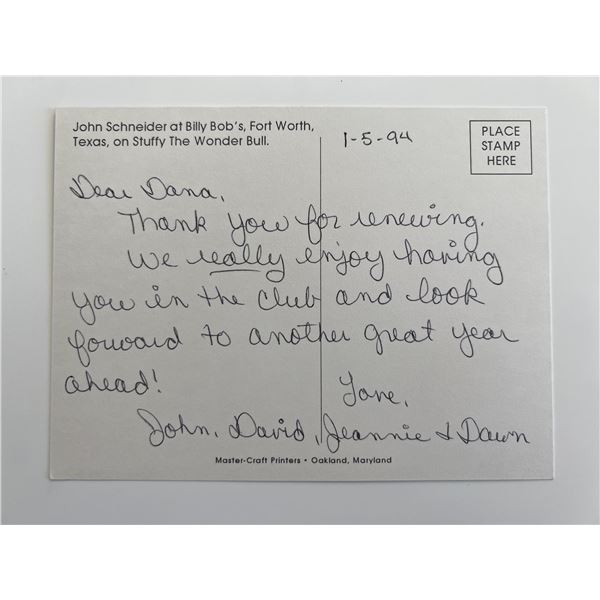 John Schneider at Billy Bob's, Fort Worth,
Texas, on Stuffy The Wonder Bull.
1-5-94
PLACE
STAMP
HERE
Dear Dana,
Thank you for renewing.
We really enjoy having
you in the club and look
forward to another great year
ahead!
Love,
John, David, Jeannie & Dawn
Master-Craft Printers • Oakland, Maryland